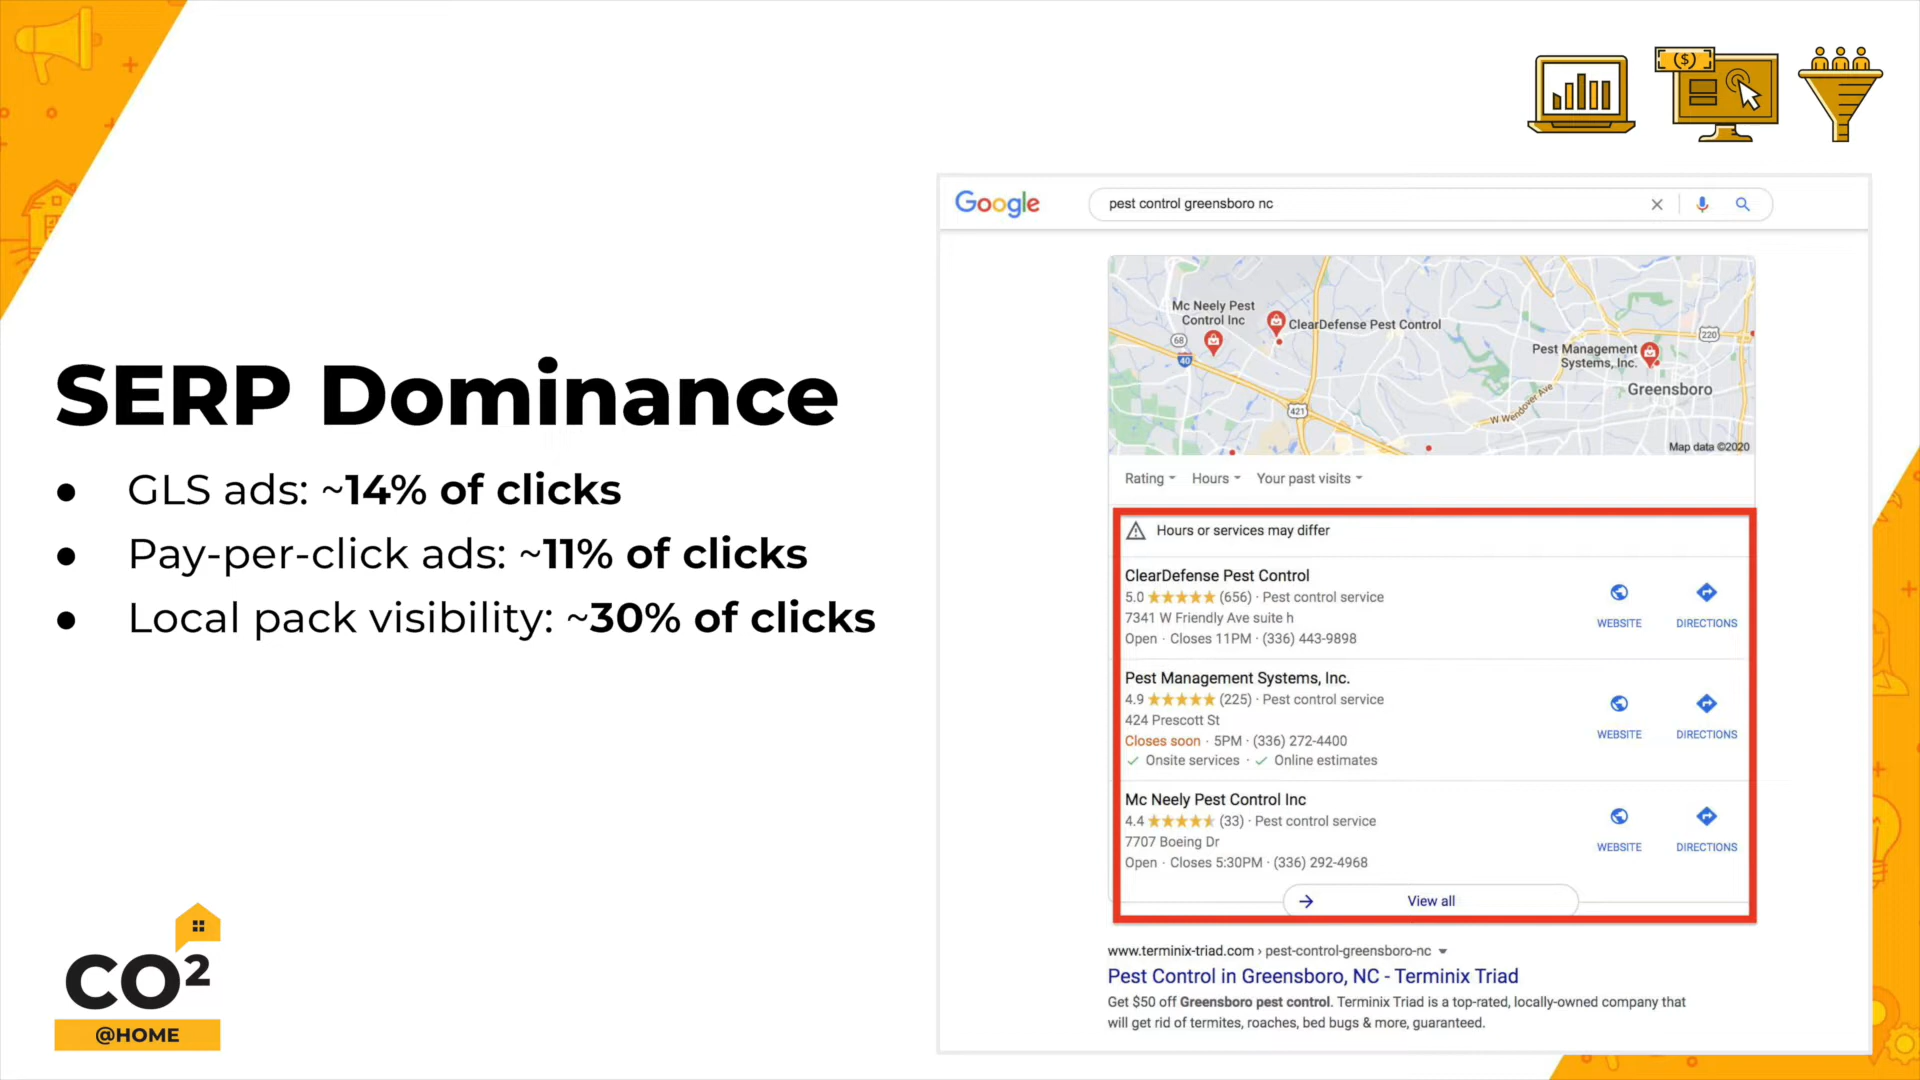 ($)
SERP Dominance
● GLS ads: ~14% of clicks
● Pay-per-click ads: ~11% of clicks
● Local pack visibility: ~30% of clicks
CO²
@HOME
Google
pest control greensboro nc
Mc Neely Pest
Control Inc
ClearDefense Pest Control
Pest Management
Systems, Inc.
Greensboro
W Wendover Ave
68
40
421
220
Map data ©2020
Rating Hours Your past visits
Hours or services may differ
ClearDefense Pest Control
5.0 ★★★★★ (656) · Pest control service
7341 W Friendly Ave suite h
Open · Closes 11PM · (336) 443-9898
WEBSITE DIRECTIONS
Pest Management Systems, Inc.
4.9 ★★★★★ (225) · Pest control service
424 Prescott St
Closes soon · 5PM · (336) 272-4400
✓ Onsite services · ✓ Online estimates
WEBSITE DIRECTIONS
Mc Neely Pest Control Inc
4.4 ★★★★★ (33) · Pest control service
7707 Boeing Dr
Open · Closes 5:30PM · (336) 292-4968
WEBSITE DIRECTIONS
→ View all
www.terminix-triad.com › pest-control-greensboro-nc
Pest Control in Greensboro, NC - Terminix Triad
Get $50 off Greensboro pest control. Terminix Triad is a top-rated, locally-owned company that
will get rid of termites, roaches, bed bugs & more, guaranteed.